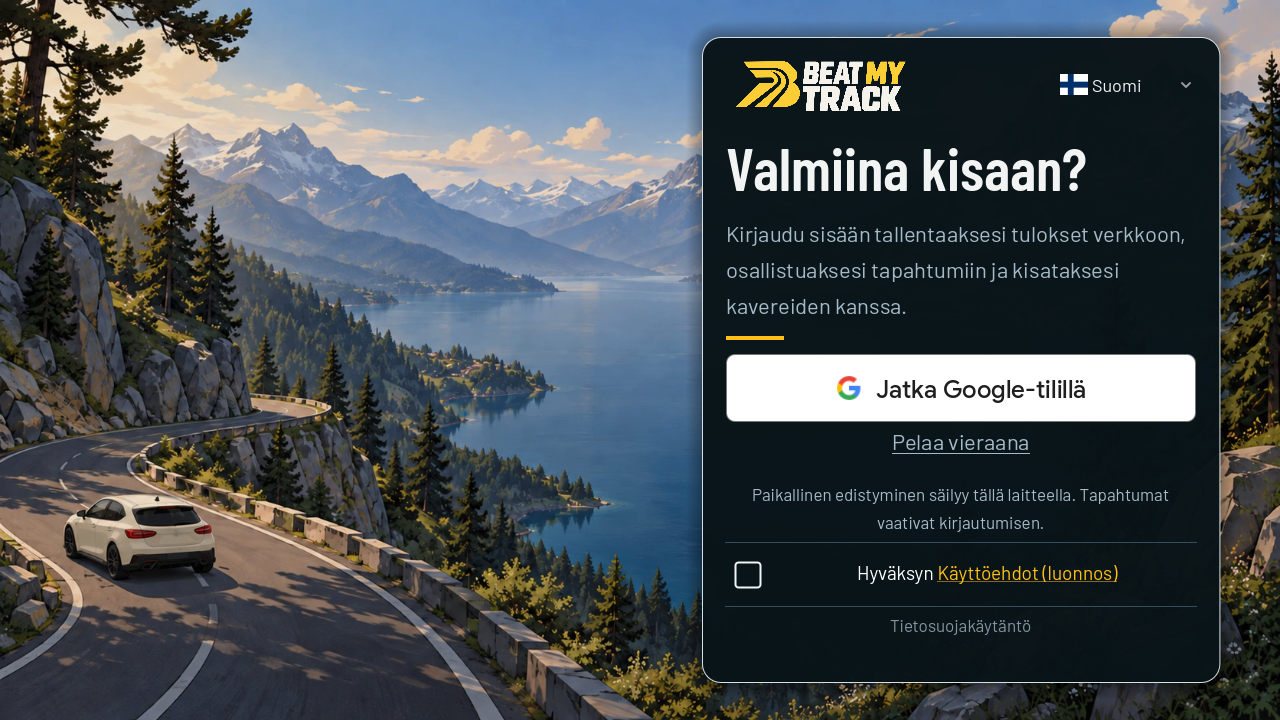 BEAT MY
TRACK
Suomi
Valmiina kisaan?
Kirjaudu sisään tallentaaksesi tulokset verkkoon,
osallistuaksesi tapahtumiin ja kisataksesi
kavereiden kanssa.
Jatka Google-tilillä
Pelaa vieraana
Paikallinen edistyminen säilyy tällä laitteella. Tapahtumat
vaativat kirjautumisen.
Hyväksyn Käyttöehdot (luonnos)
Tietosuojakäytäntö